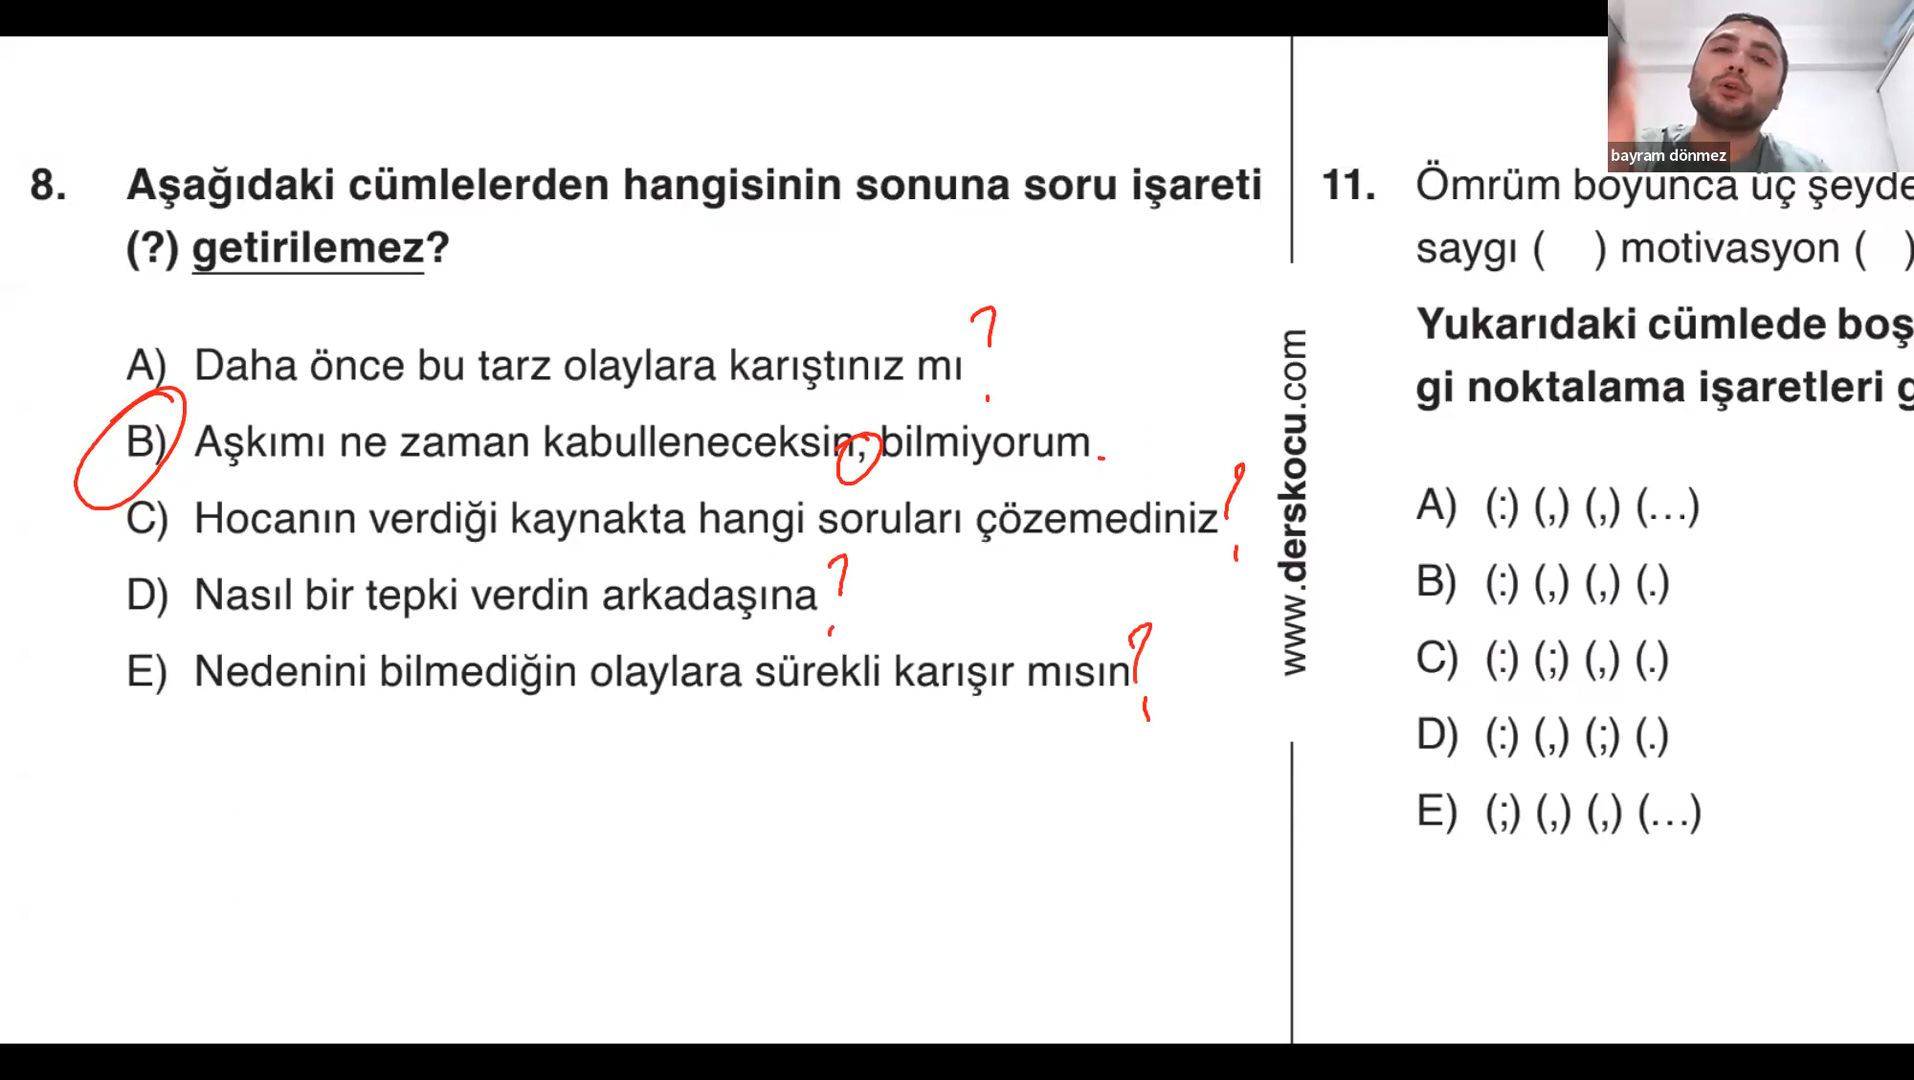 bayram dönmez
8. Aşağıdaki cümlelerden hangisinin sonuna soru işareti
(?) getirilemez?
A) Daha önce bu tarz olaylara karıştınız mı ?
B) Aşkımı ne zaman kabulleneceksin; bilmiyorum.
C) Hocanın verdiği kaynakta hangi soruları çözemediniz ?
D) Nasıl bir tepki verdin arkadaşına ?
E) Nedenini bilmediğin olaylara sürekli karışır mısın ?
www.derskocu.com
11. Ömrüm boyunca üç şeyde
saygı ( ) motivasyon ( )
Yukarıdaki cümlede boş
gi noktalama işaretleri g
A) (:) (,) (,) (...)
B) (:) (,) (,) (.)
C) (:) (;) (,) (.)
D) (:) (,) (;) (.)
E) (;) (,) (,) (...)